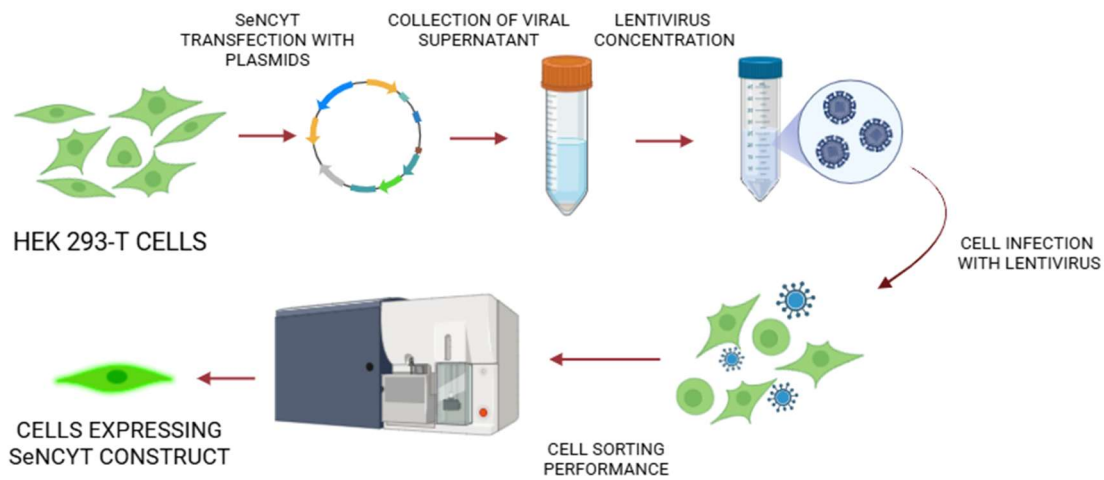 SeNCYT
TRANSFECTION WITH
PLASMIDS
COLLECTION OF VIRAL
SUPERNATANT
LENTIVIRUS
CONCENTRATION
HEK 293-T CELLS
CELL INFECTION
WITH LENTIVIRUS
CELL SORTING
PERFORMANCE
CELLS EXPRESSING
SeNCYT CONSTRUCT